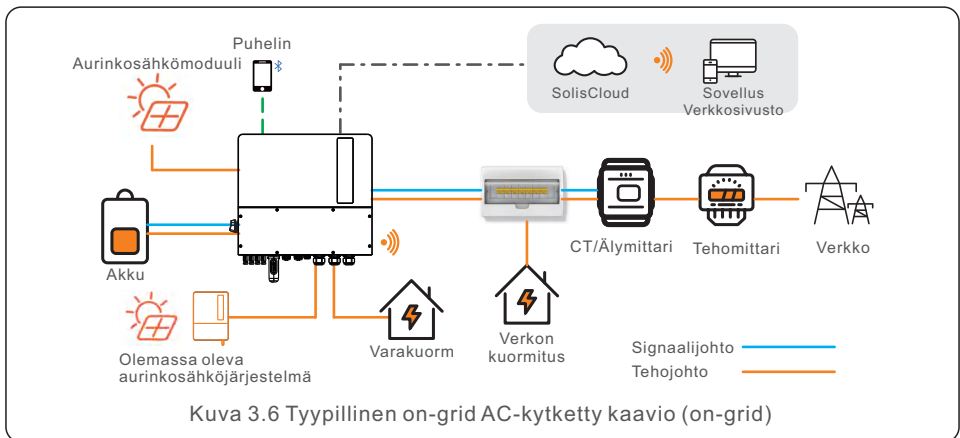 Puhelin
Aurinkosähkömoduuli
SolisCloud
Sovellus
Verkkosivusto
Akku
CT/Älymittari
Tehomittari
Verkko
Olemassa oleva
aurinkosähköjärjestelmä
Varakuorm
Verkon
kuormitus
Signaalijohto
Tehojohto
Kuva 3.6 Tyypillinen on-grid AC-kytketty kaavio (on-grid)